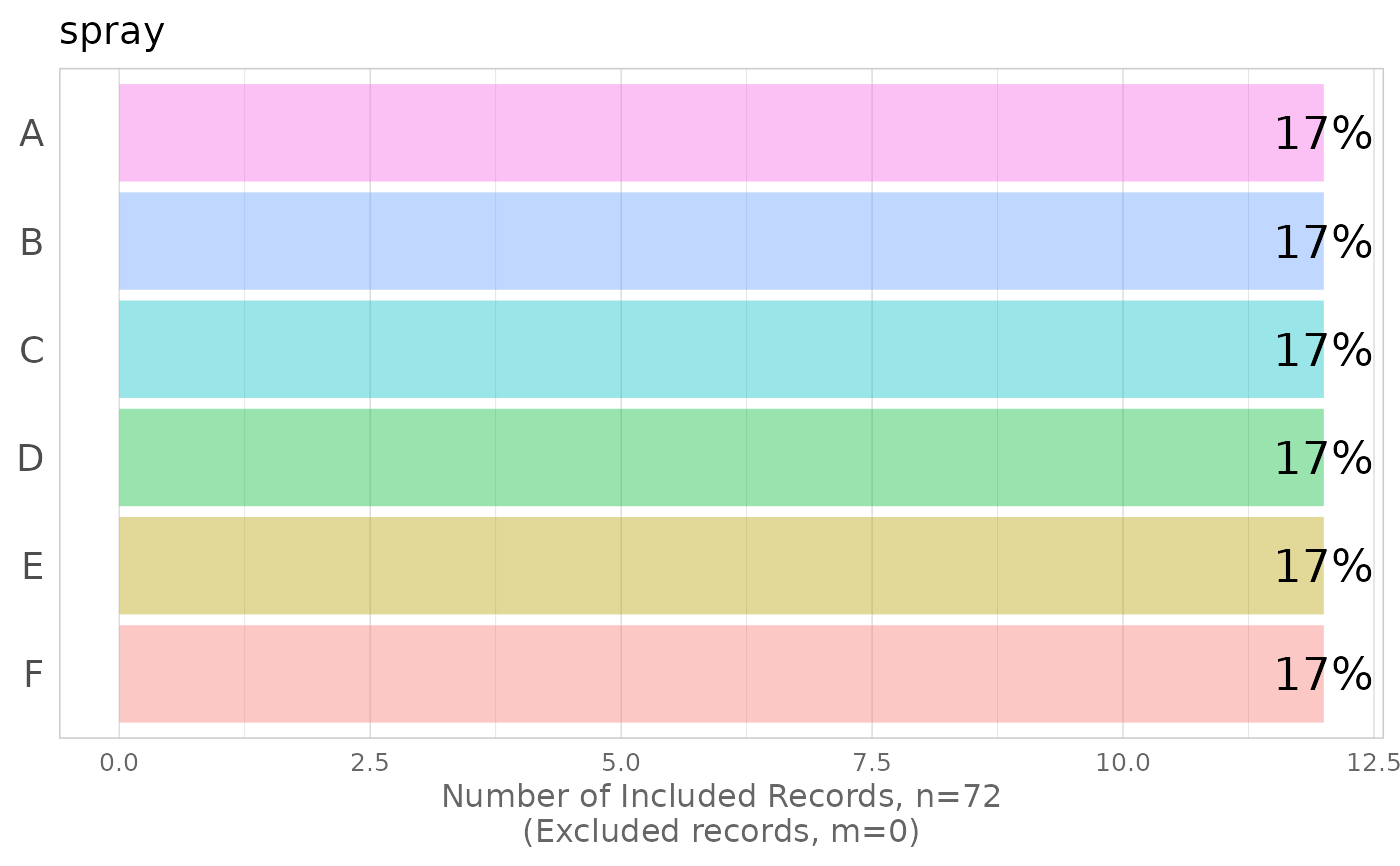 spray
A 17%
B 17%
C 17%
D 17%
E 17%
F 17%
0.0 2.5 5.0 7.5 10.0 12.5
Number of Included Records, n=72
(Excluded records, m=0)